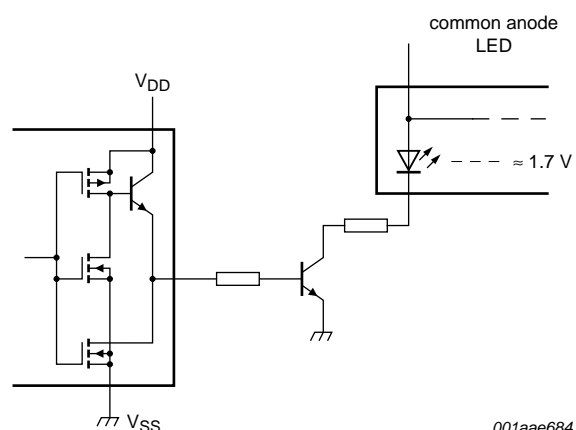 common anode
LED
VDD
≈ 1.7 V
VSS
001aae684